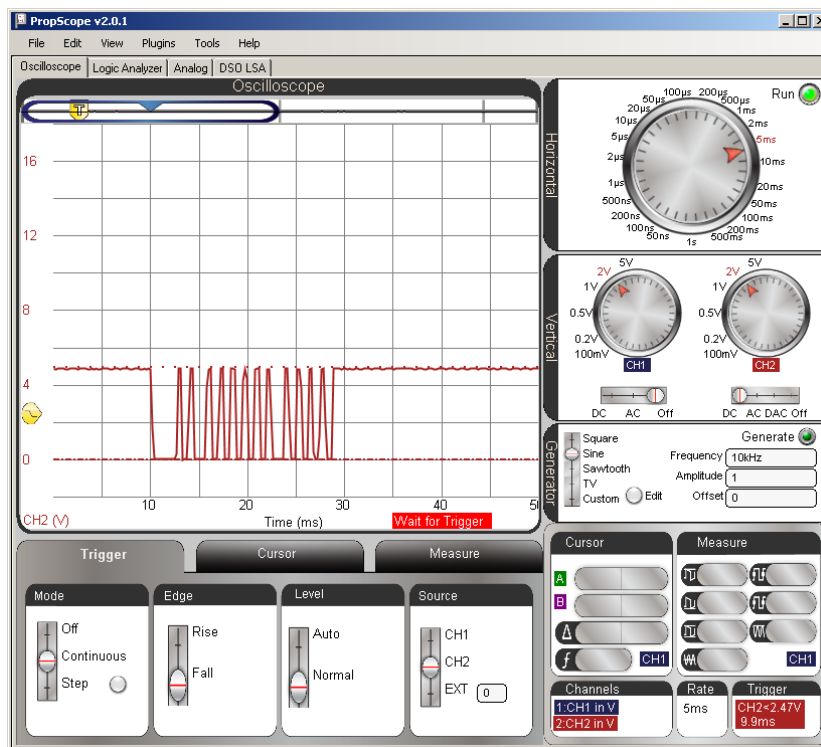 PropScope v2.0.1
File Edit View Plugins Tools Help
Oscilloscope Logic Analyzer Analog DSO LSA
Oscilloscope
T
16
12
8
4
0
10 20 30 40 50
CH2 (V) Time (ms) Wait for Trigger
Horizontal
Run
50ns
100ns
200ns
500ns
1µs
2µs
5µs
10µs
20µs
50µs
100µs
200µs
500µs
1ms
2ms
5ms
10ms
20ms
50ms
100ms
200ms
500ms
1s
Vertical
5V
2V
1V
0.5V
0.2V
100mV
CH1
DC AC Off
5V
2V
1V
0.5V
0.2V
100mV
CH2
DC AC DAC Off
Generator
Square
Sine
Sawtooth
TV
Custom
Edit
Generate
Frequency 10kHz
Amplitude 1
Offset 0
Trigger Cursor Measure
Mode
Off
Continuous
Step
Edge
Rise
Fall
Level
Auto
Normal
Source
CH1
CH2
EXT 0
Cursor
A
B
Δ
f CH1
Measure
CH1
Channels
1:CH1 in V
2:CH2 in V
Rate
5ms
Trigger
CH2<2.47V
9.9ms